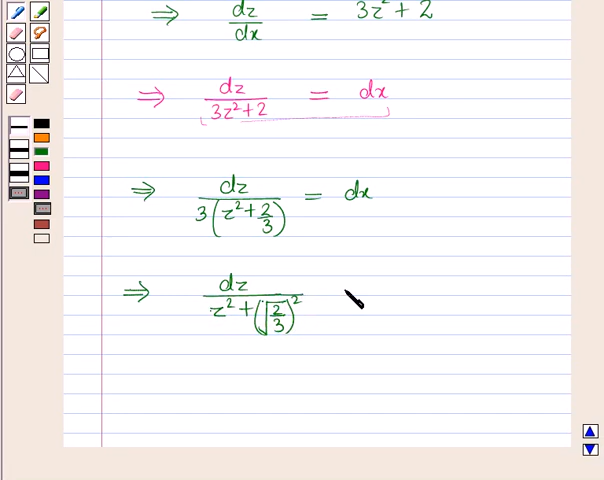 ⇒ dz/dx = 3z² + 2
⇒ dz/(3z²+2) = dx
⇒ dz/(3(z²+2/3)) = dx
⇒ dz/(z²+(√(2/3))²)